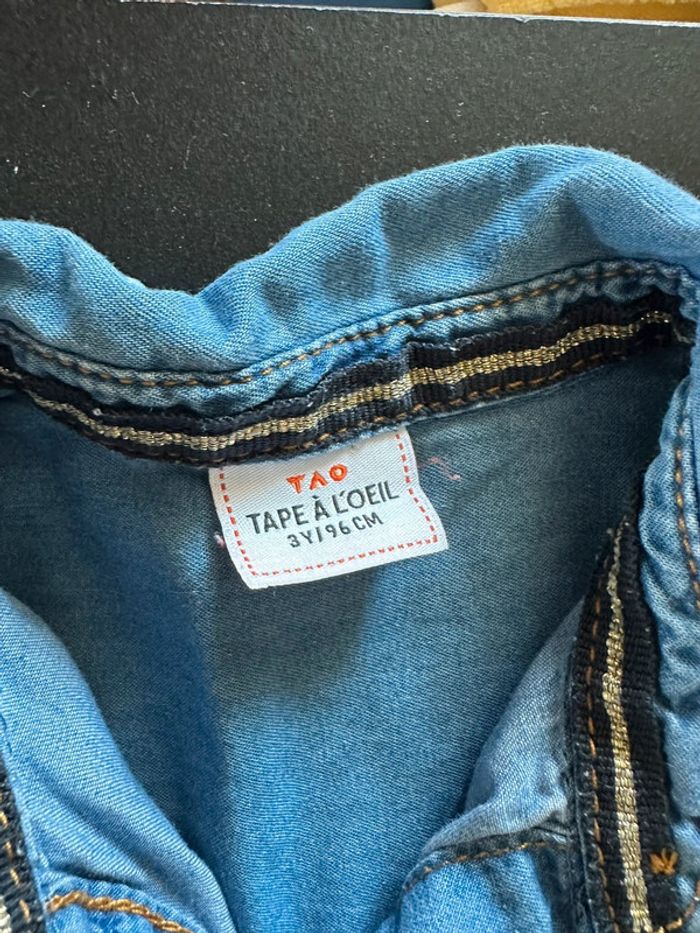 TAO
TAPE À L'OEIL
3Y/96CM